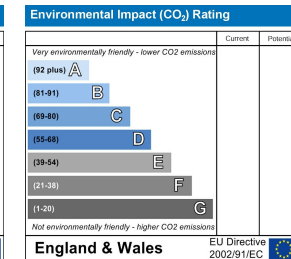 Environmental Impact (CO₂) Rating
Current Potentia
Very environmentally friendly - lower CO2 emissions
(92 plus) A
(81-91) B
(69-80) C
(55-68) D
(39-54) E
(21-38) F
(1-20) G
Not environmentally friendly - higher CO2 emissions
England & Wales
EU Directive
2002/91/EC